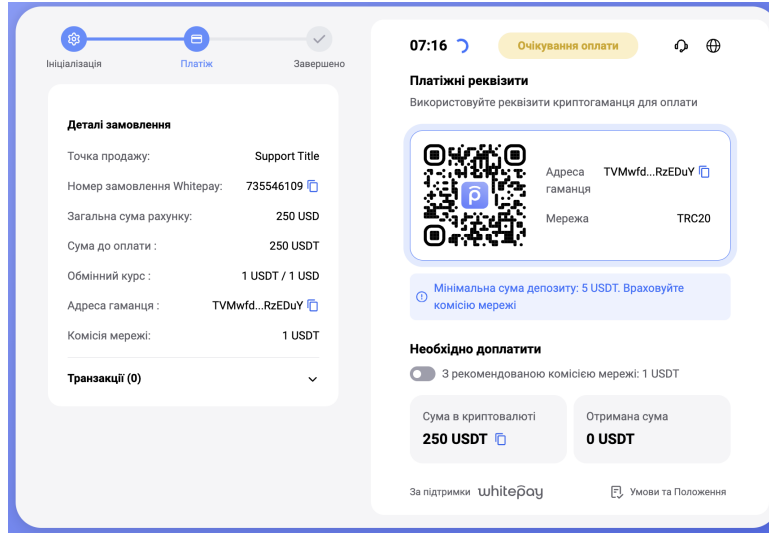 Ініціалізація
Платіж
Завершено
Деталі замовлення
Точка продажу: Support Title
Номер замовлення Whitepay: 735546109
Загальна сума рахунку: 250 USD
Сума до оплати : 250 USDT
Обмінний курс : 1 USDT / 1 USD
Адреса гаманця : TVMwfd...RzEDuY
Комісія мережі: 1 USDT
Транзакції (0)
07:16 Очікування оплати
Платіжні реквізити
Використовуйте реквізити криптогаманця для оплати
Адреса TVMwfd...RzEDuY
гаманця
Мережа TRC20
Мінімальна сума депозиту: 5 USDT. Враховуйте
комісію мережі
Необхідно доплатити
З рекомендованою комісією мережі: 1 USDT
Сума в криптовалюті
250 USDT
Отримана сума
0 USDT
За підтримки whitepay
Умови та Положення